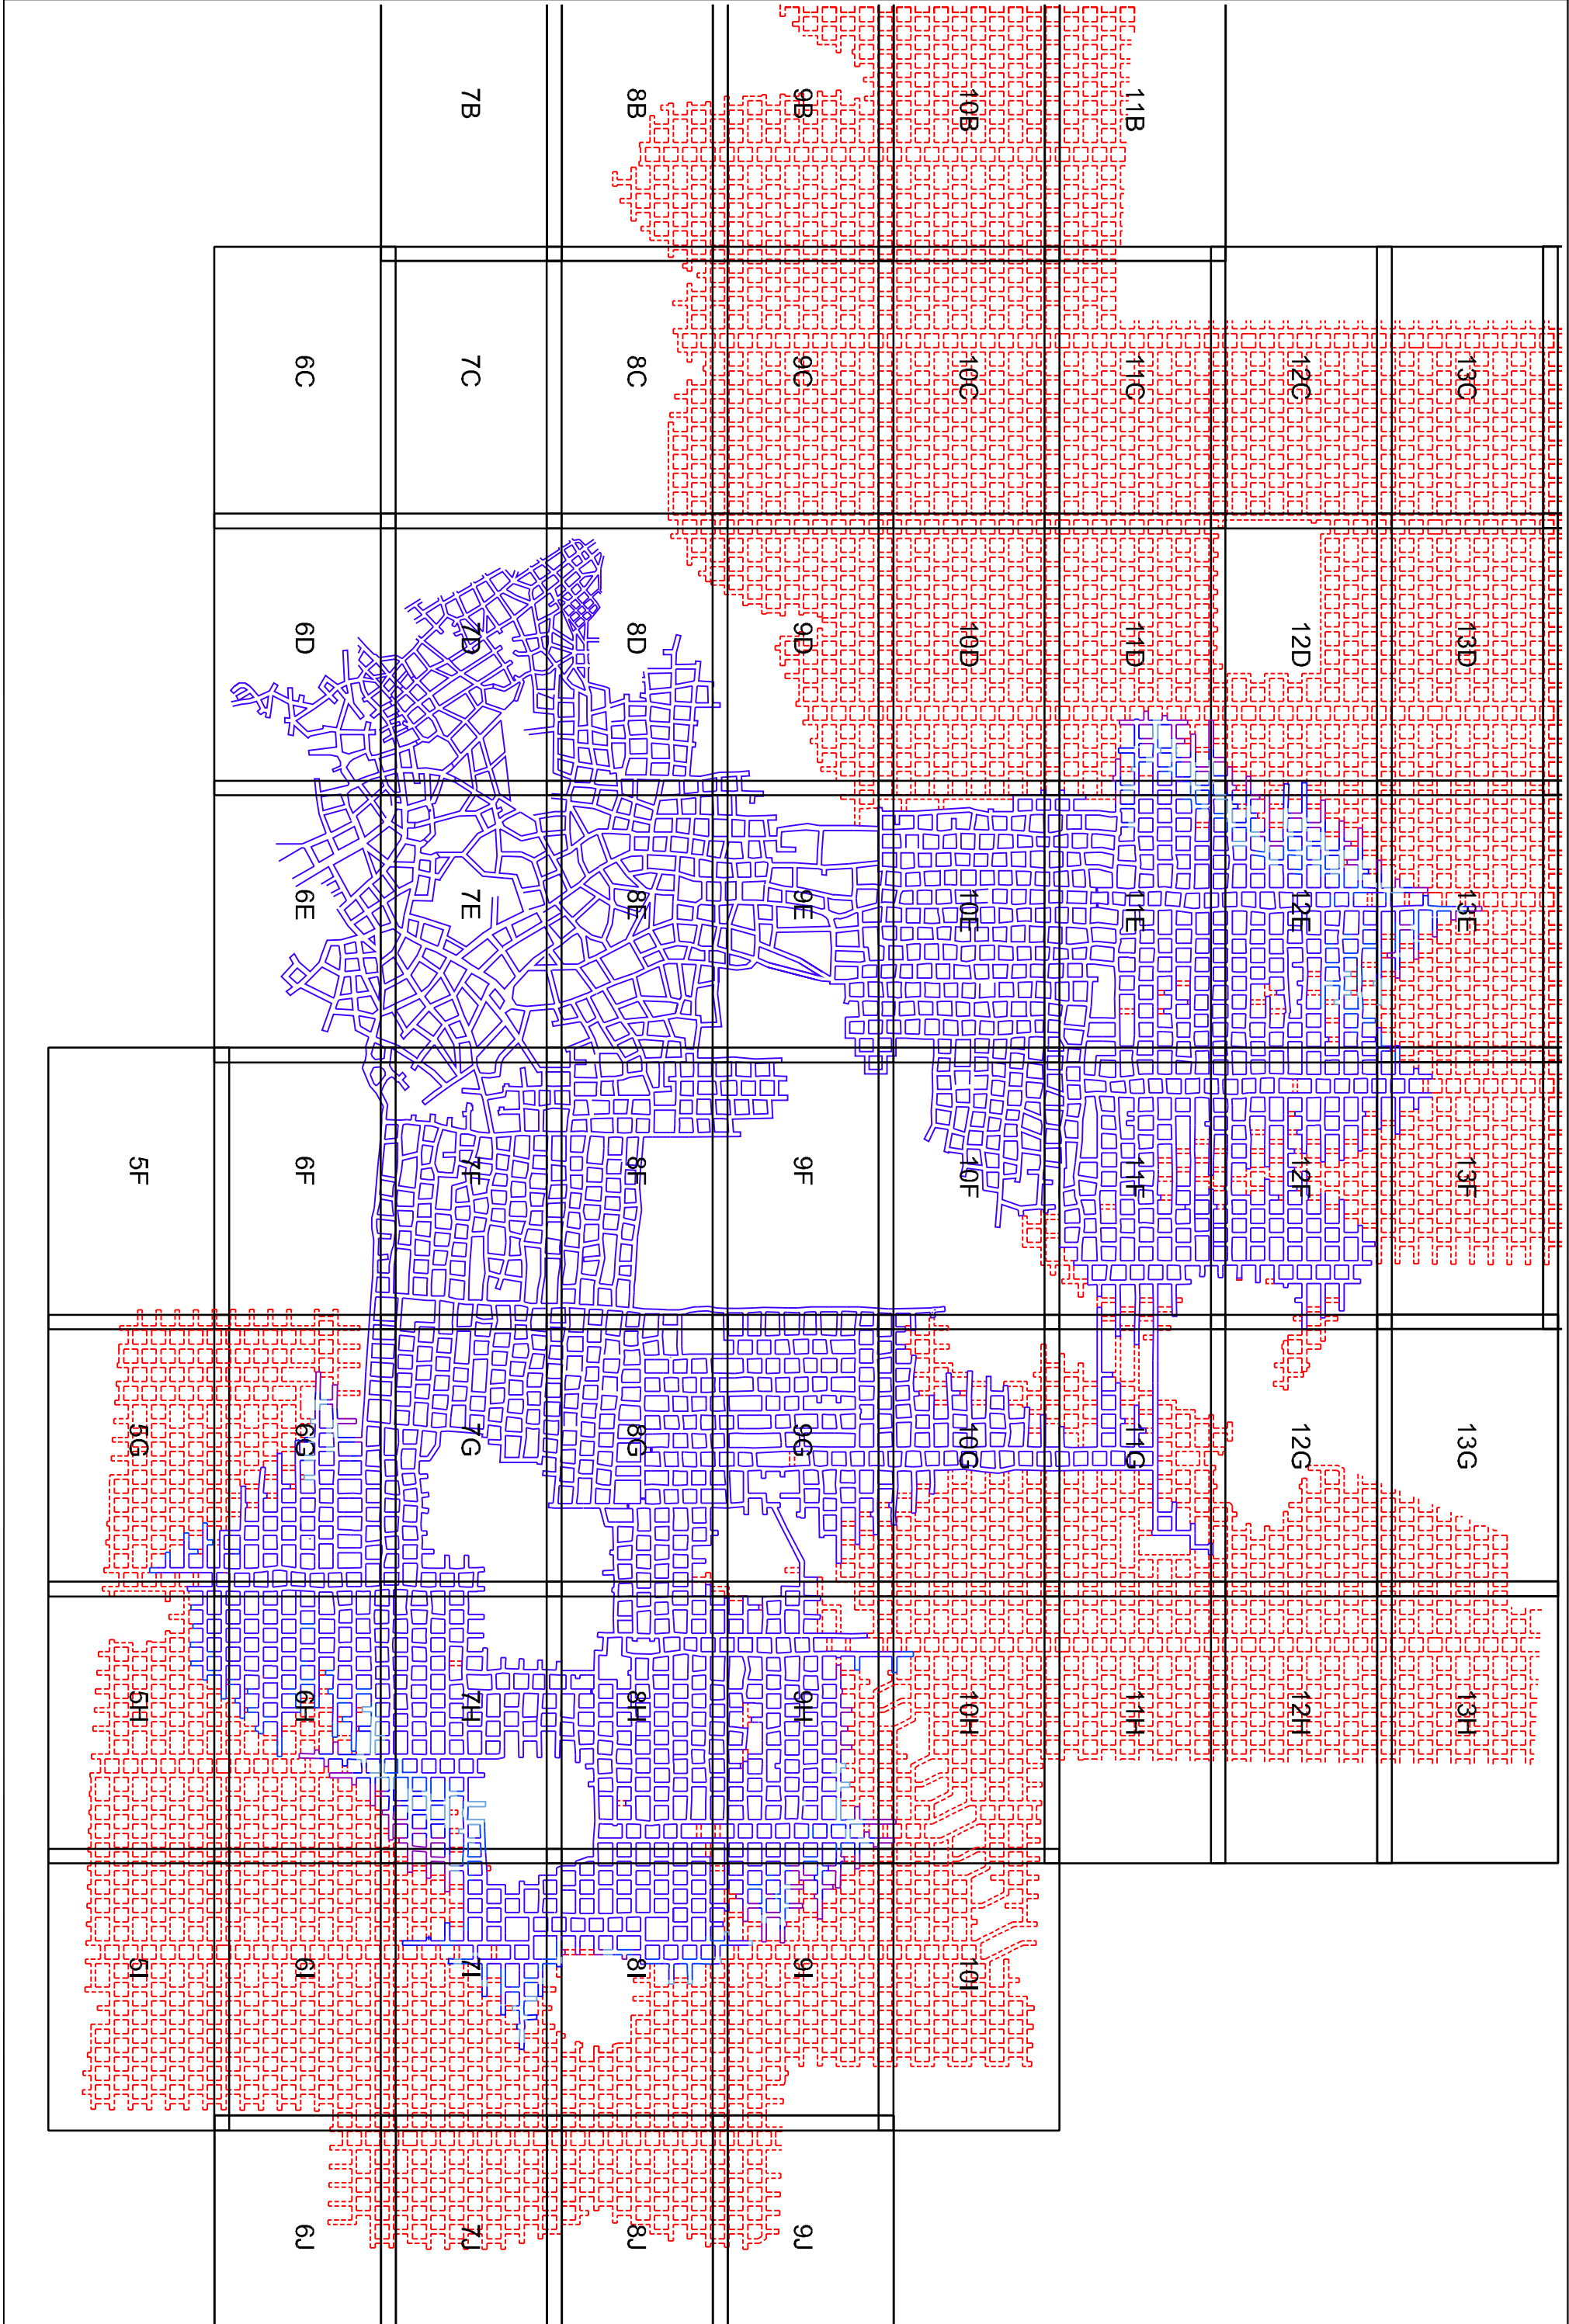 7B 8B 9B 10B 11B
6C 7C 8C 9C 10C 11C 12C 13C
6D 7D 8D 9D 10D 11D 12D 13D
6E 7E 8E 9E 10E 11E 12E 13E
5F 6F 7F 8F 9F 10F 11F 12F 13F
5G 6G 7G 8G 9G 10G 11G 12G 13G
5H 6H 7H 8H 9H 10H 11H 12H 13H
5I 6I 7I 8I 9I 10I
6J 7J 8J 9J